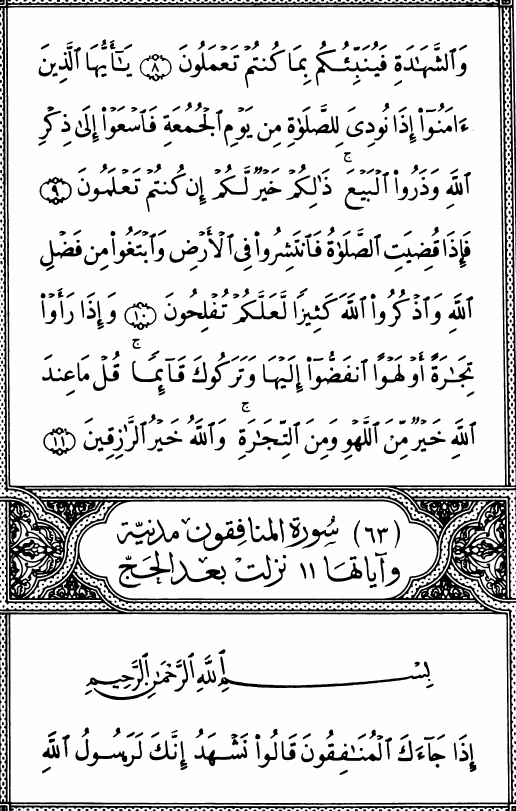 وَٱلشَّهَٰدَةِ فَيُنَبِّئُكُم بِمَا كُنتُمْ تَعْمَلُونَ ٨ يَٰٓأَيُّهَا ٱلَّذِينَ
ءَامَنُوٓا۟ إِذَا نُودِىَ لِلصَّلَوٰةِ مِن يَوْمِ ٱلْجُمُعَةِ فَٱسْعَوْا۟ إِلَىٰ ذِكْرِ
ٱللَّهِ وَذَرُوا۟ ٱلْبَيْعَ ۚ ذَٰلِكُمْ خَيْرٌ لَّكُمْ إِن كُنتُمْ تَعْلَمُونَ ٩
فَإِذَا قُضِيَتِ ٱلصَّلَوٰةُ فَٱنتَشِرُوا۟ فِى ٱلْأَرْضِ وَٱبْتَغُوا۟ مِن فَضْلِ
ٱللَّهِ وَٱذْكُرُوا۟ ٱللَّهَ كَثِيرًا لَّعَلَّكُمْ تُفْلِحُونَ ١٠ وَإِذَا رَأَوْا۟
تِجَٰرَةً أَوْ لَهْوًا ٱنفَضُّوٓا۟ إِلَيْهَا وَتَرَكُوكَ قَآئِمًا ۚ قُلْ مَا عِندَ
ٱللَّهِ خَيْرٌ مِّنَ ٱللَّهْوِ وَمِنَ ٱلتِّجَٰرَةِ ۚ وَٱللَّهُ خَيْرُ ٱلرَّٰزِقِينَ ١١
(٦٣) سورة المنافقون مدنية
وآياتها ١١ نزلت بعد الحج
بِسْمِ ٱللَّهِ ٱلرَّحْمَٰنِ ٱلرَّحِيمِ
إِذَا جَآءَكَ ٱلْمُنَٰفِقُونَ قَالُوا۟ نَشْهَدُ إِنَّكَ لَرَسُولُ ٱللَّهِ